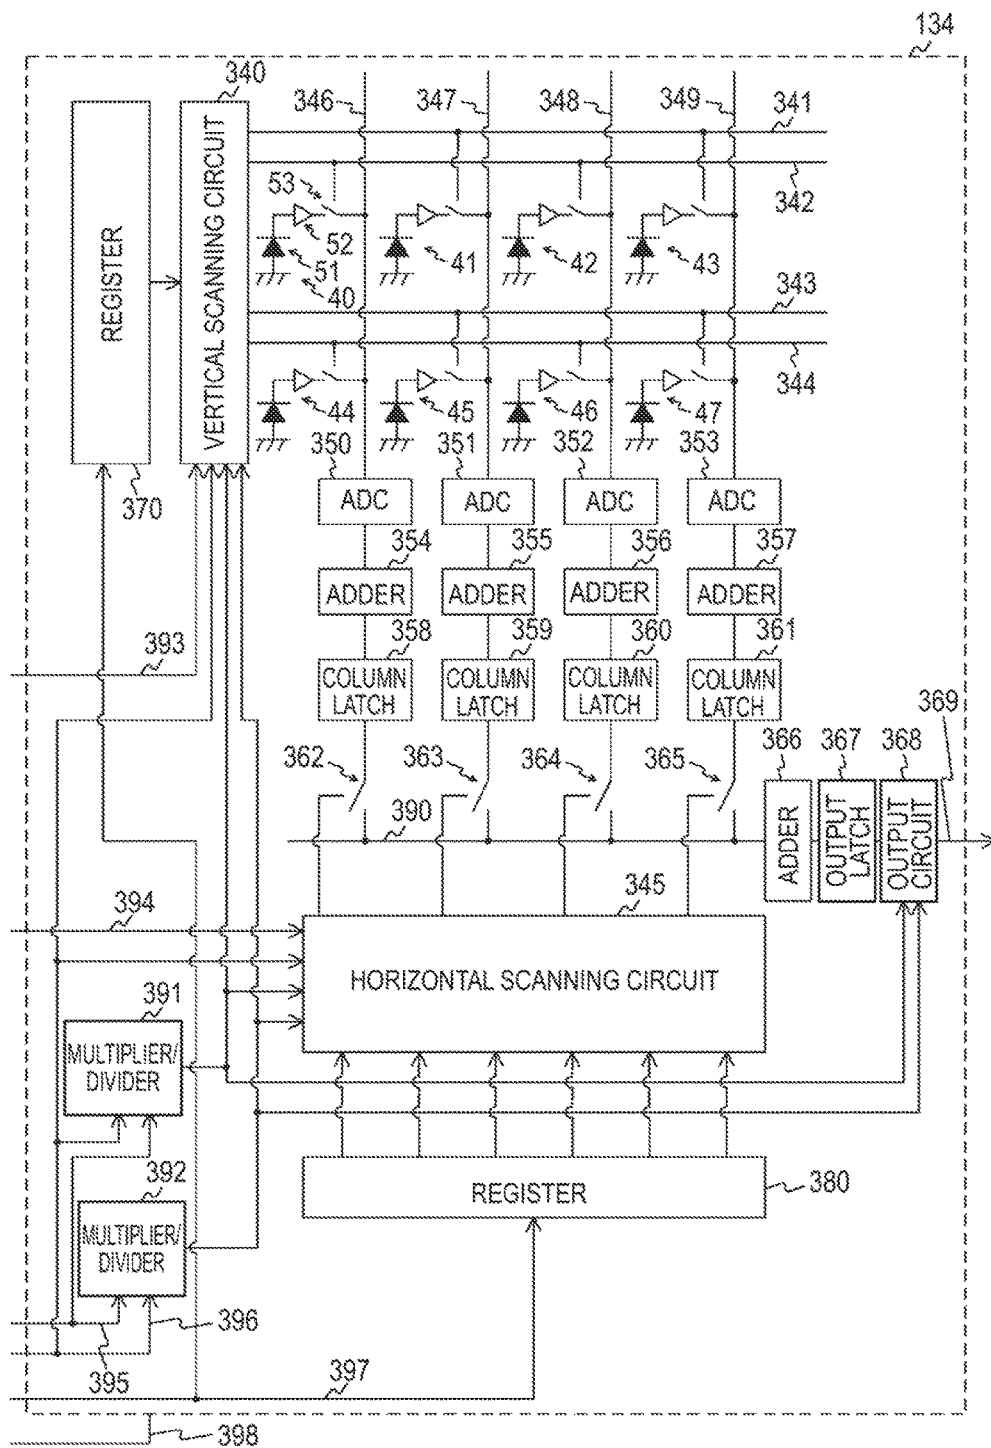 134
340
346
347
348
349
341
342
REGISTER
VERTICAL SCANNING CIRCUIT
53
52
51
40
41
42
43
343
344
44
45
46
47
370
350
351
352
353
ADC
ADC
ADC
ADC
354
355
356
357
ADDER
ADDER
ADDER
ADDER
393
358
359
360
361
COLUMN
LATCH
COLUMN
LATCH
COLUMN
LATCH
COLUMN
LATCH
362
363
364
365
366
367
368
369
390
ADDER
OUTPUT
LATCH
OUTPUT
CIRCUIT
394
345
HORIZONTAL SCANNING CIRCUIT
391
MULTIPLIER/
DIVIDER
392
MULTIPLIER/
DIVIDER
REGISTER
380
396
395
397
398